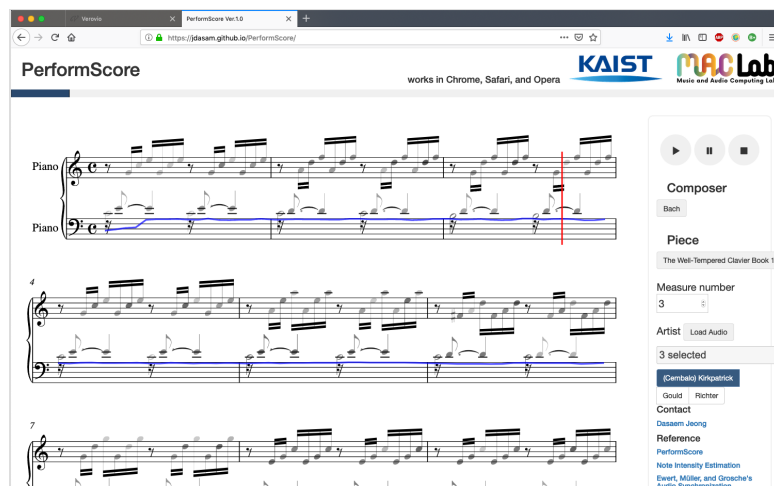 Verovio
PerformScore Ver.1.0
https://jdasam.github.io/PerformScore/
ABP
PerformScore
works in Chrome, Safari, and Opera
KAIST
MAC Lab
Music and Audio Computing Lab
Piano
Piano
Composer
Bach
Piece
The Well-Tempered Clavier Book 1
Measure number
3
Artist Load Audio
3 selected
(Cembalo) Kirkpatrick
Gould Richter
Contact
Dasaem Jeong
Reference
PerformScore
Note Intensity Estimation
Ewert, Müller, and Grosche's
Audio Synchronization
4
7